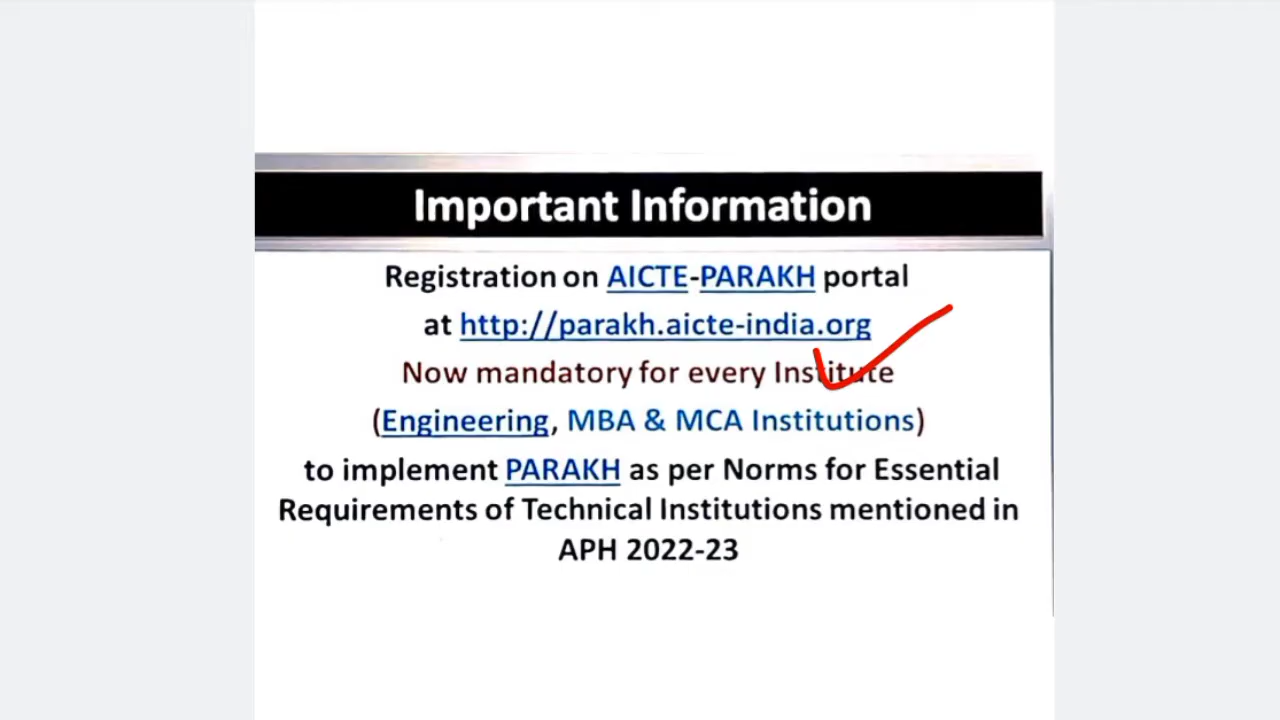 Important Information
Registration on AICTE-PARAKH portal
at http://parakh.aicte-india.org
Now mandatory for every Institute
(Engineering, MBA & MCA Institutions)
to implement PARAKH as per Norms for Essential
Requirements of Technical Institutions mentioned in
APH 2022-23